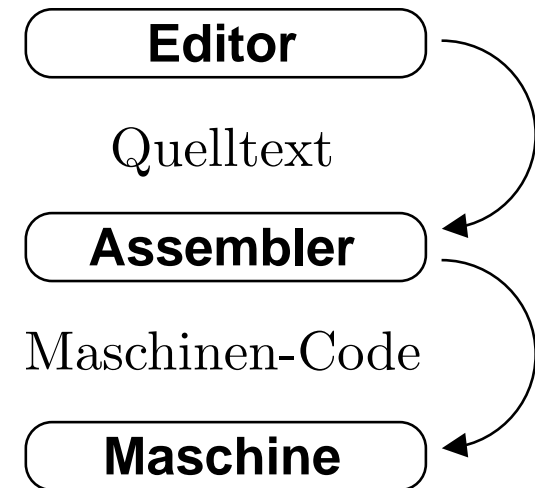 Editor
Quelltext
Assembler
Maschinen-Code
Maschine